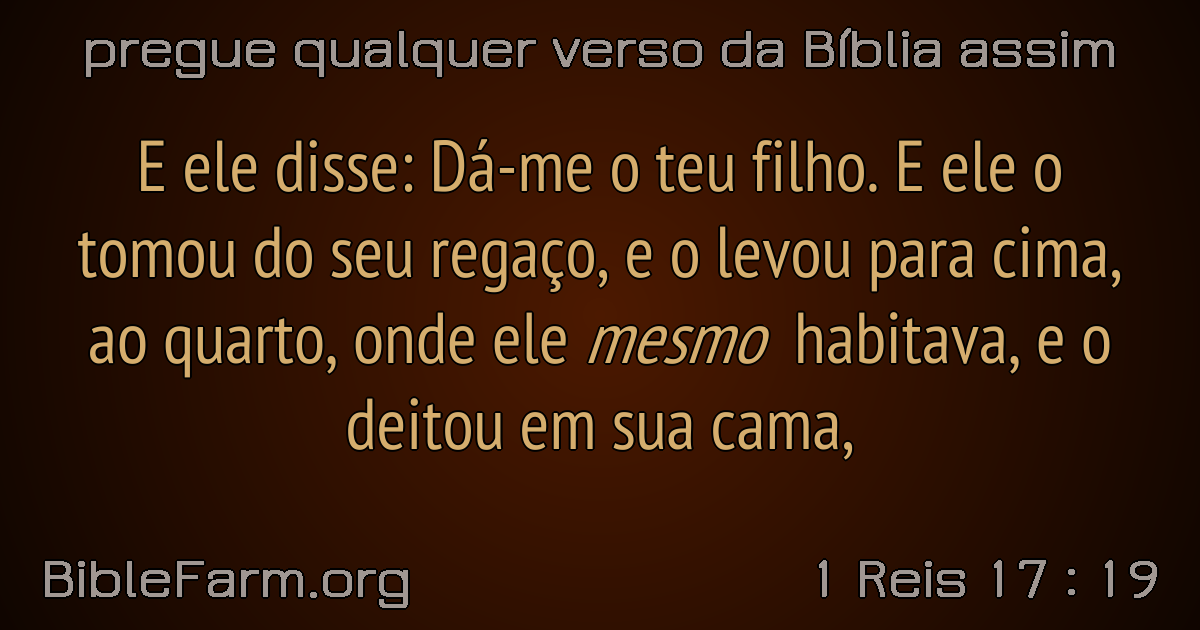 pregue qualquer verso da Bíblia assim
E ele disse: Dá-me o teu filho. E ele o
tomou do seu regaço, e o levou para cima,
ao quarto, onde ele mesmo habitava, e o
deitou em sua cama,
BibleFarm.org
1 Reis 17 : 19